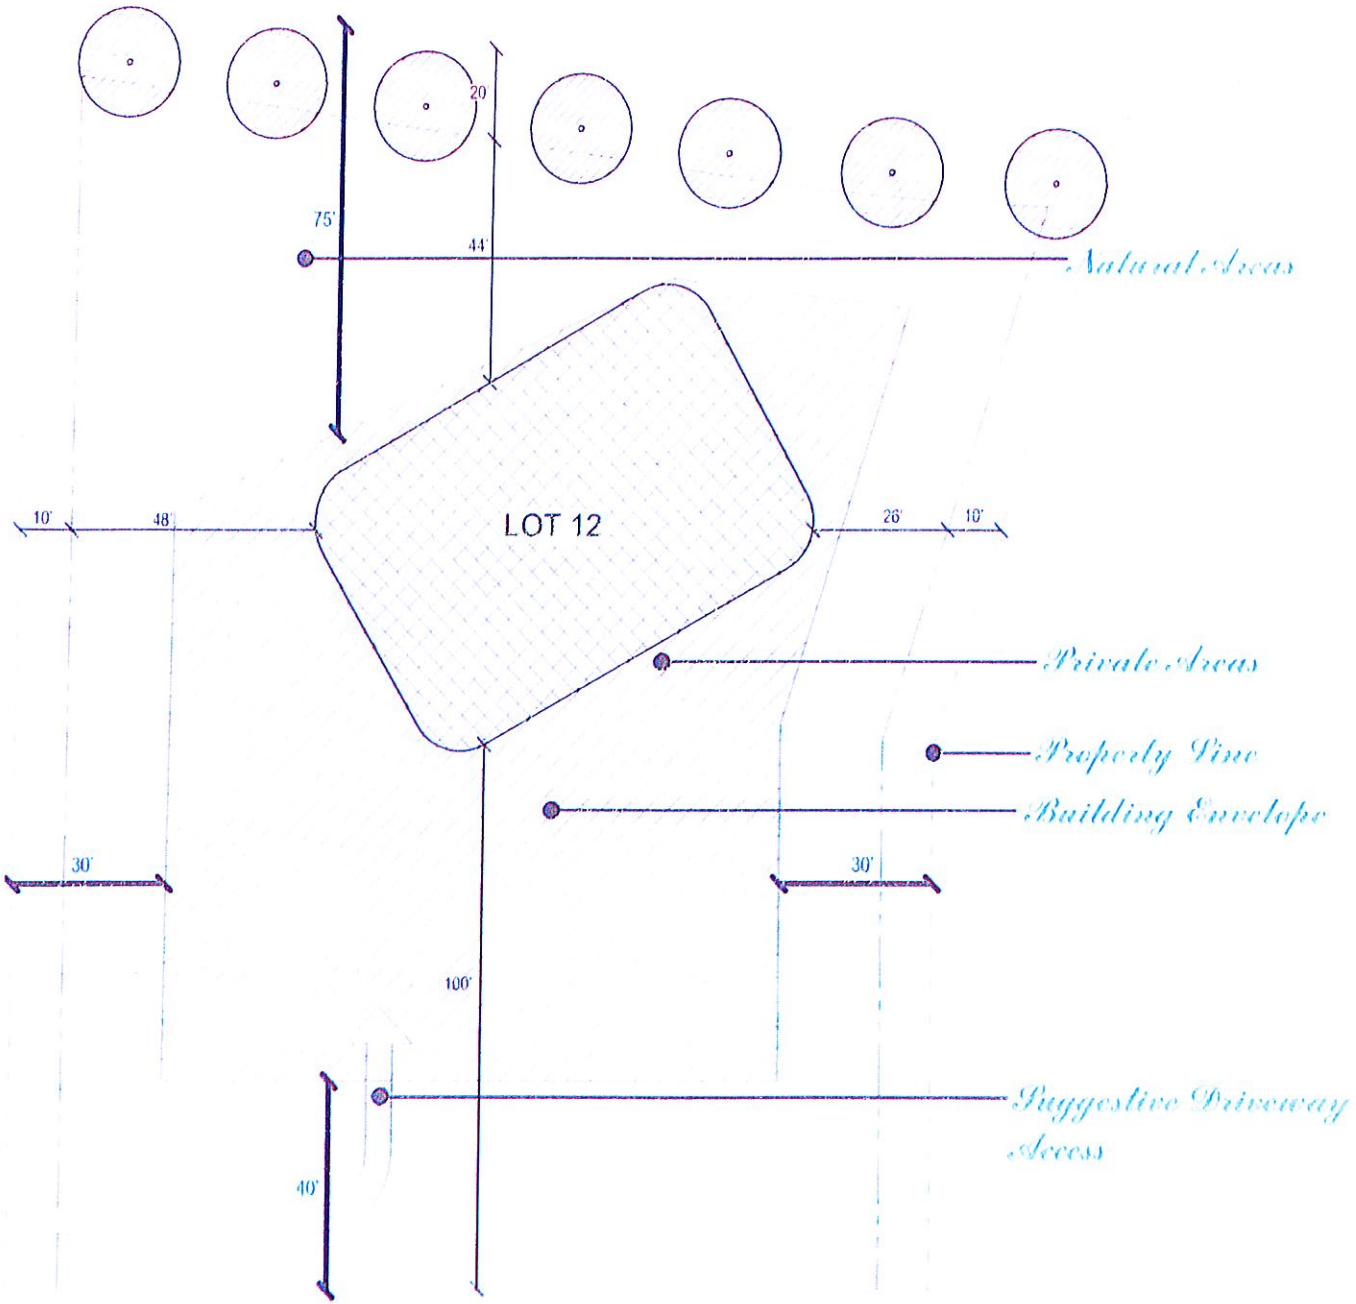 20'
75'
44'
Natural Areas
10'
48'
LOT 12
26'
10'
Private Areas
Property Line
Building Envelope
30'
30'
100'
Suggestive Driveway
Access
40'